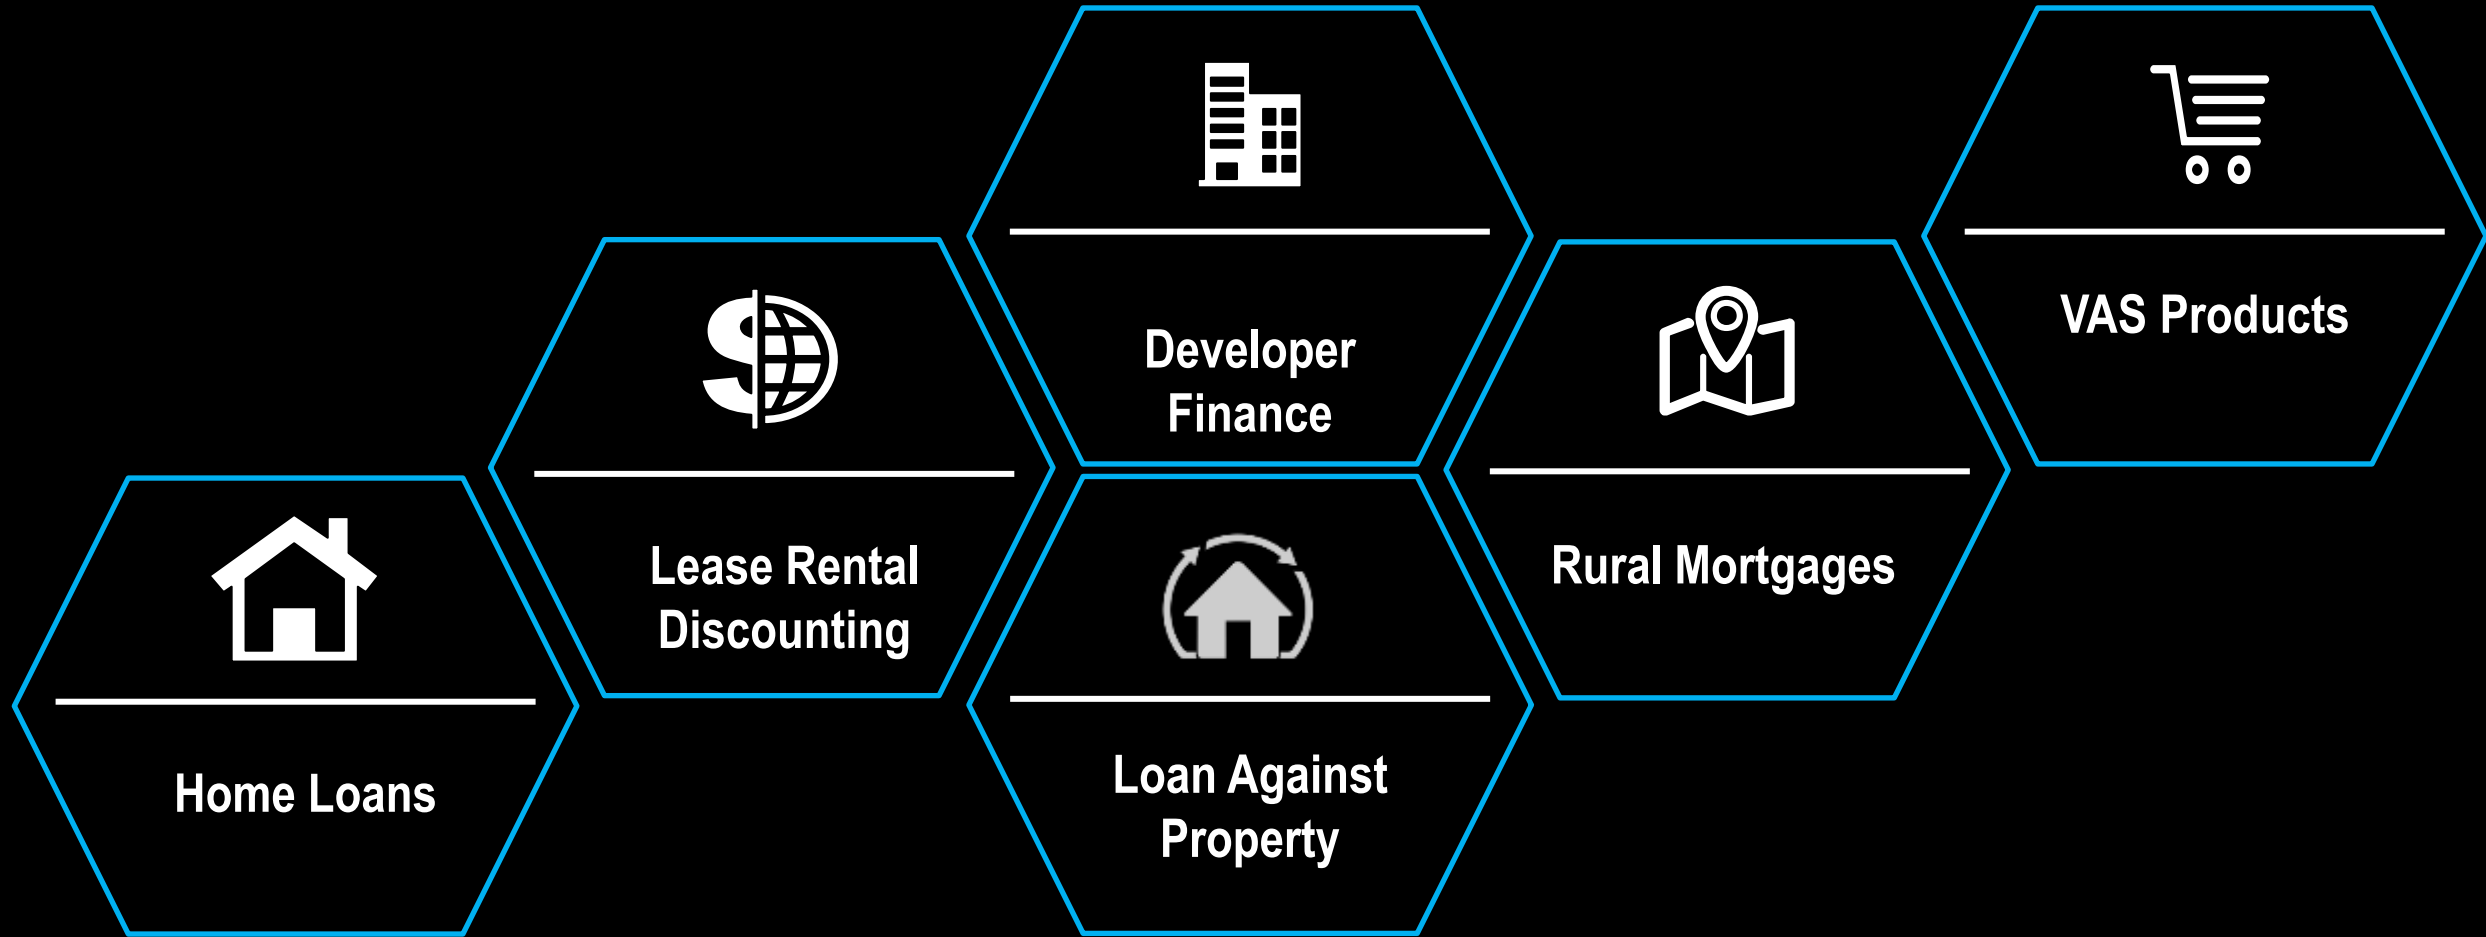 Home Loans
Lease Rental
Discounting
Developer
Finance
Loan Against
Property
Rural Mortgages
VAS Products